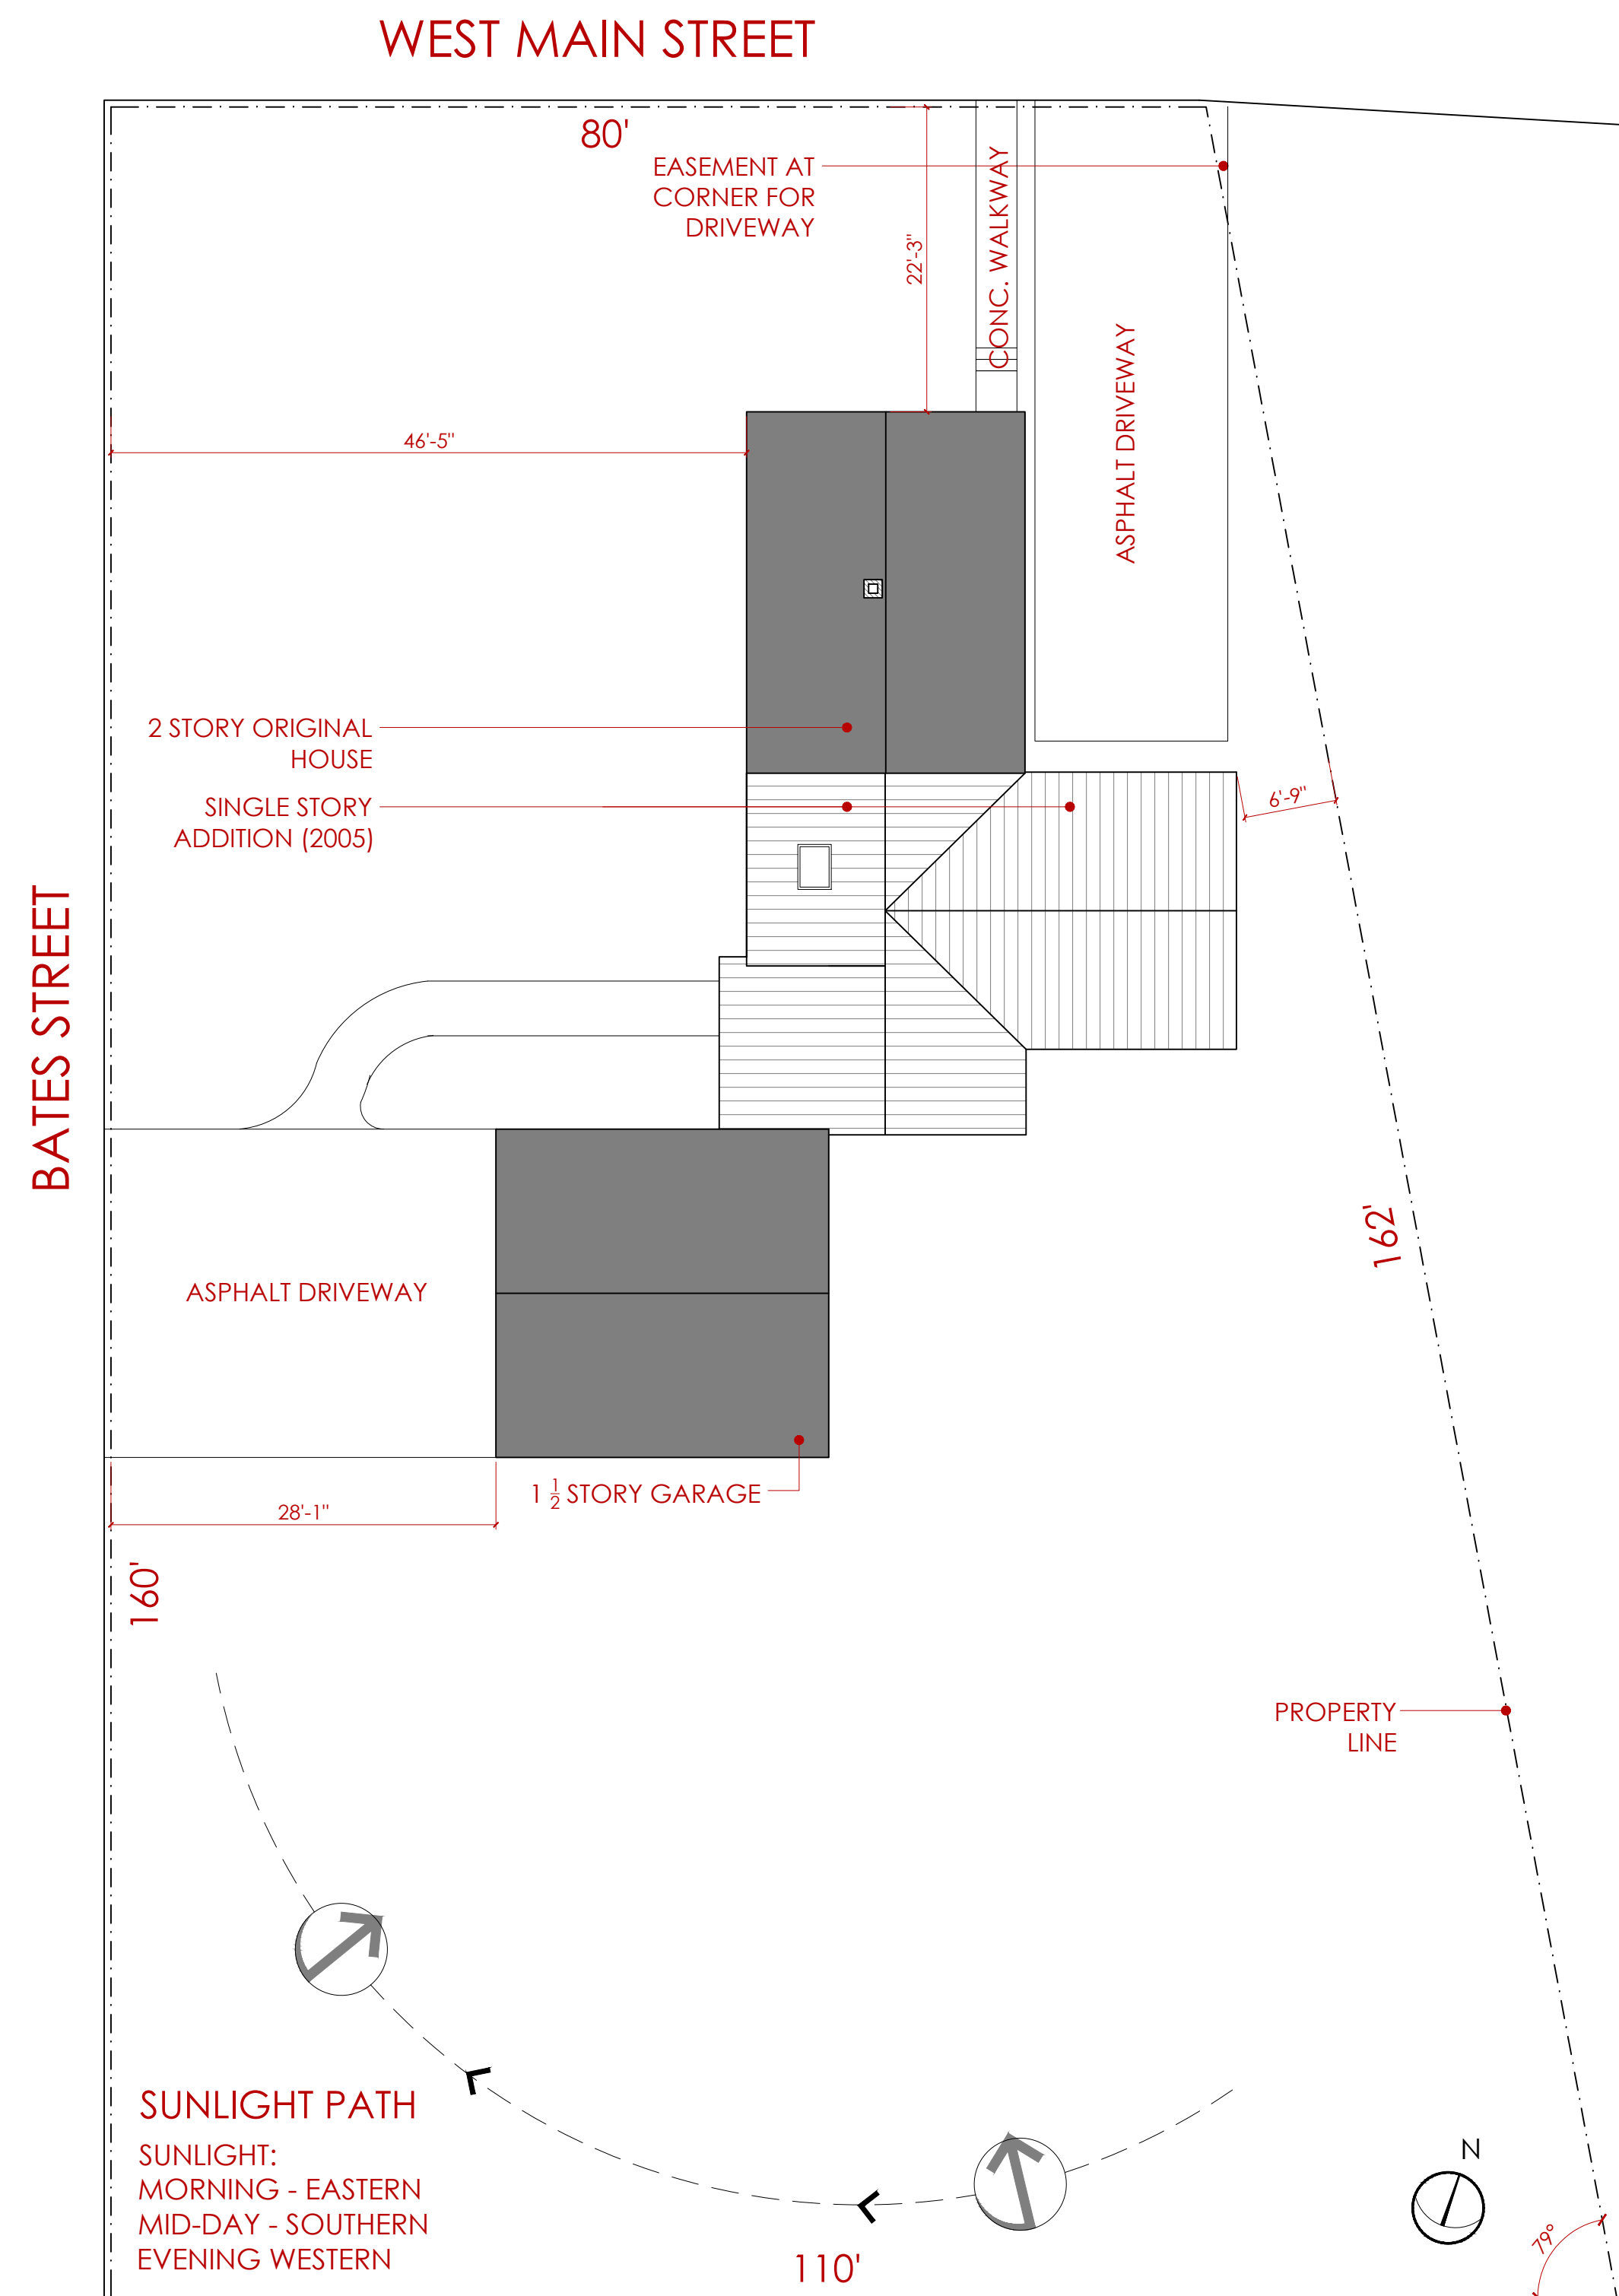 WEST MAIN STREET
80'
EASEMENT AT
CORNER FOR
DRIVEWAY
22'-3"
CONC. WALKWAY
ASPHALT DRIVEWAY
46'-5"
2 STORY ORIGINAL
HOUSE
SINGLE STORY
ADDITION (2005)
6'-9"
BATES STREET
162'
ASPHALT DRIVEWAY
1 1/2 STORY GARAGE
28'-1"
160'
PROPERTY
LINE
SUNLIGHT PATH
SUNLIGHT:
MORNING - EASTERN
MID-DAY - SOUTHERN
EVENING WESTERN
N
79°
110'